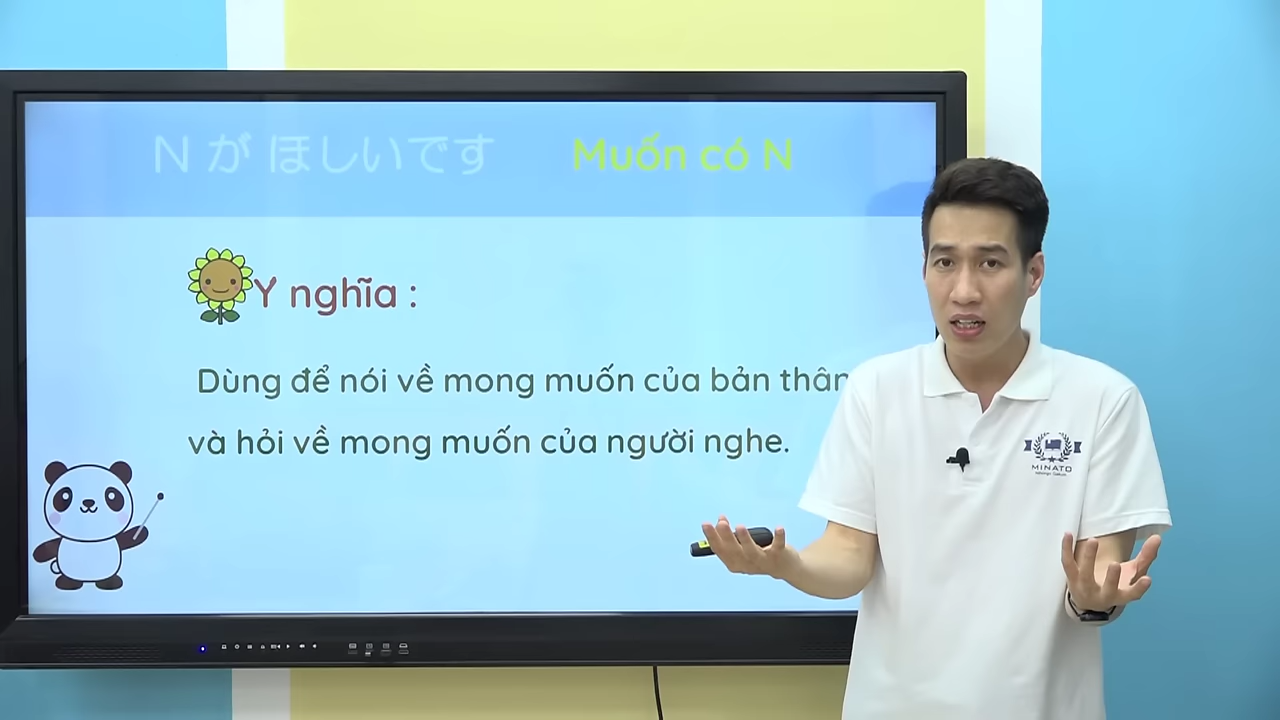 N が ほしいです Muốn có N
Ý nghĩa :
Dùng để nói về mong muốn của bản thân
và hỏi về mong muốn của người nghe.
MINATO